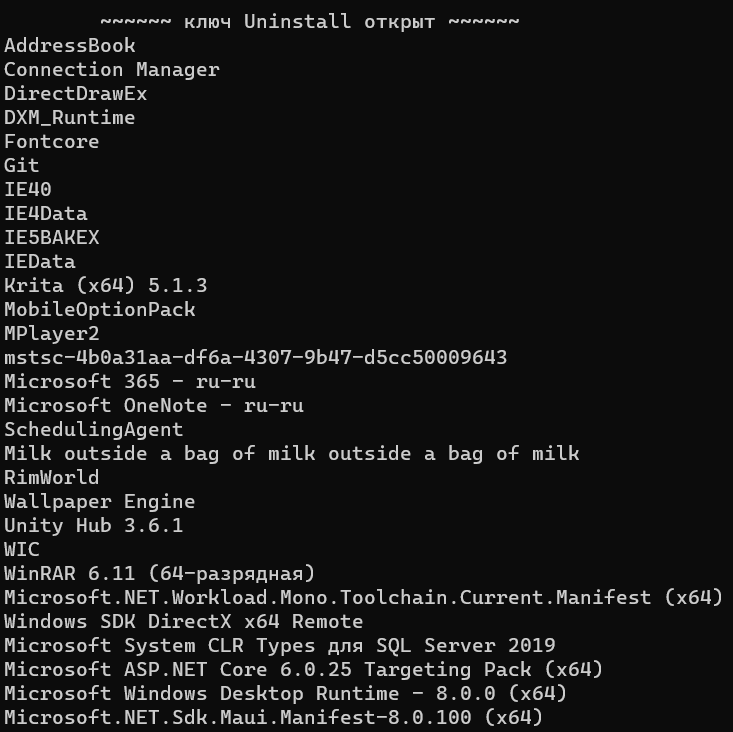 ~~~~~~ ключ Uninstall открыт ~~~~~~
AddressBook
Connection Manager
DirectDrawEx
DXM_Runtime
Fontcore
Git
IE40
IE4Data
IE5BAKEX
IEData
Krita (x64) 5.1.3
MobileOptionPack
MPlayer2
mstsc-4b0a31aa-df6a-4307-9b47-d5cc50009643
Microsoft 365 - ru-ru
Microsoft OneNote - ru-ru
SchedulingAgent
Milk outside a bag of milk outside a bag of milk
RimWorld
Wallpaper Engine
Unity Hub 3.6.1
WIC
WinRAR 6.11 (64-разрядная)
Microsoft.NET.Workload.Mono.Toolchain.Current.Manifest (x64)
Windows SDK DirectX x64 Remote
Microsoft System CLR Types для SQL Server 2019
Microsoft ASP.NET Core 6.0.25 Targeting Pack (x64)
Microsoft Windows Desktop Runtime - 8.0.0 (x64)
Microsoft.NET.Sdk.Maui.Manifest-8.0.100 (x64)